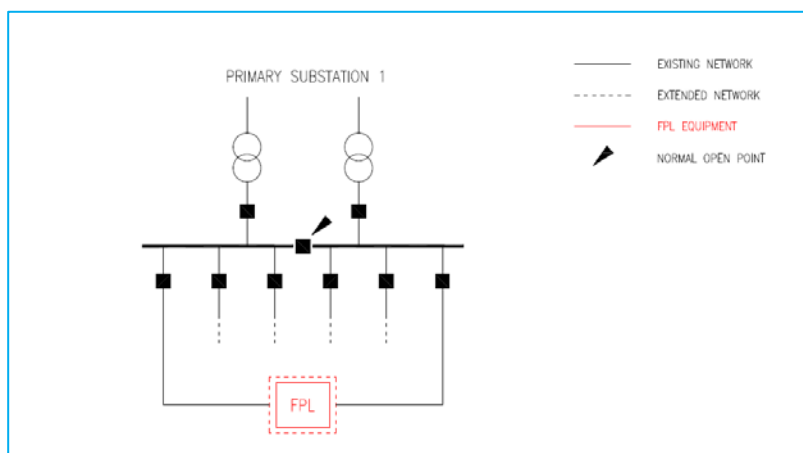 PRIMARY SUBSTATION 1
EXISTING NETWORK
EXTENDED NETWORK
FPL EQUIPMENT
NORMAL OPEN POINT
FPL